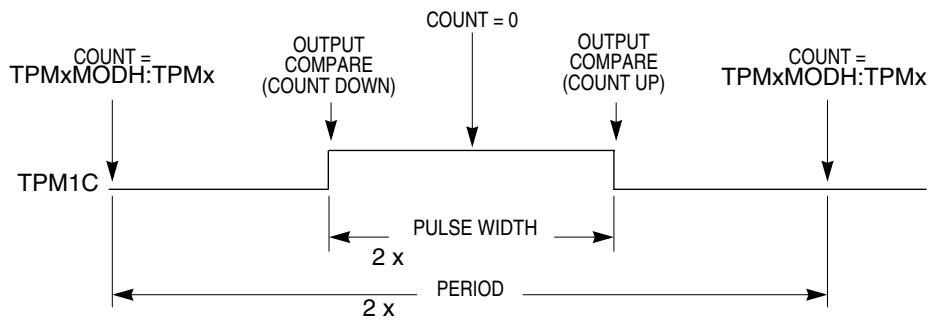 COUNT = 0
COUNT =
TPMxMODH:TPMx
OUTPUT
COMPARE
(COUNT DOWN)
OUTPUT
COMPARE
(COUNT UP)
COUNT =
TPMxMODH:TPMx
TPM1C
PULSE WIDTH
2 x
PERIOD
2 x